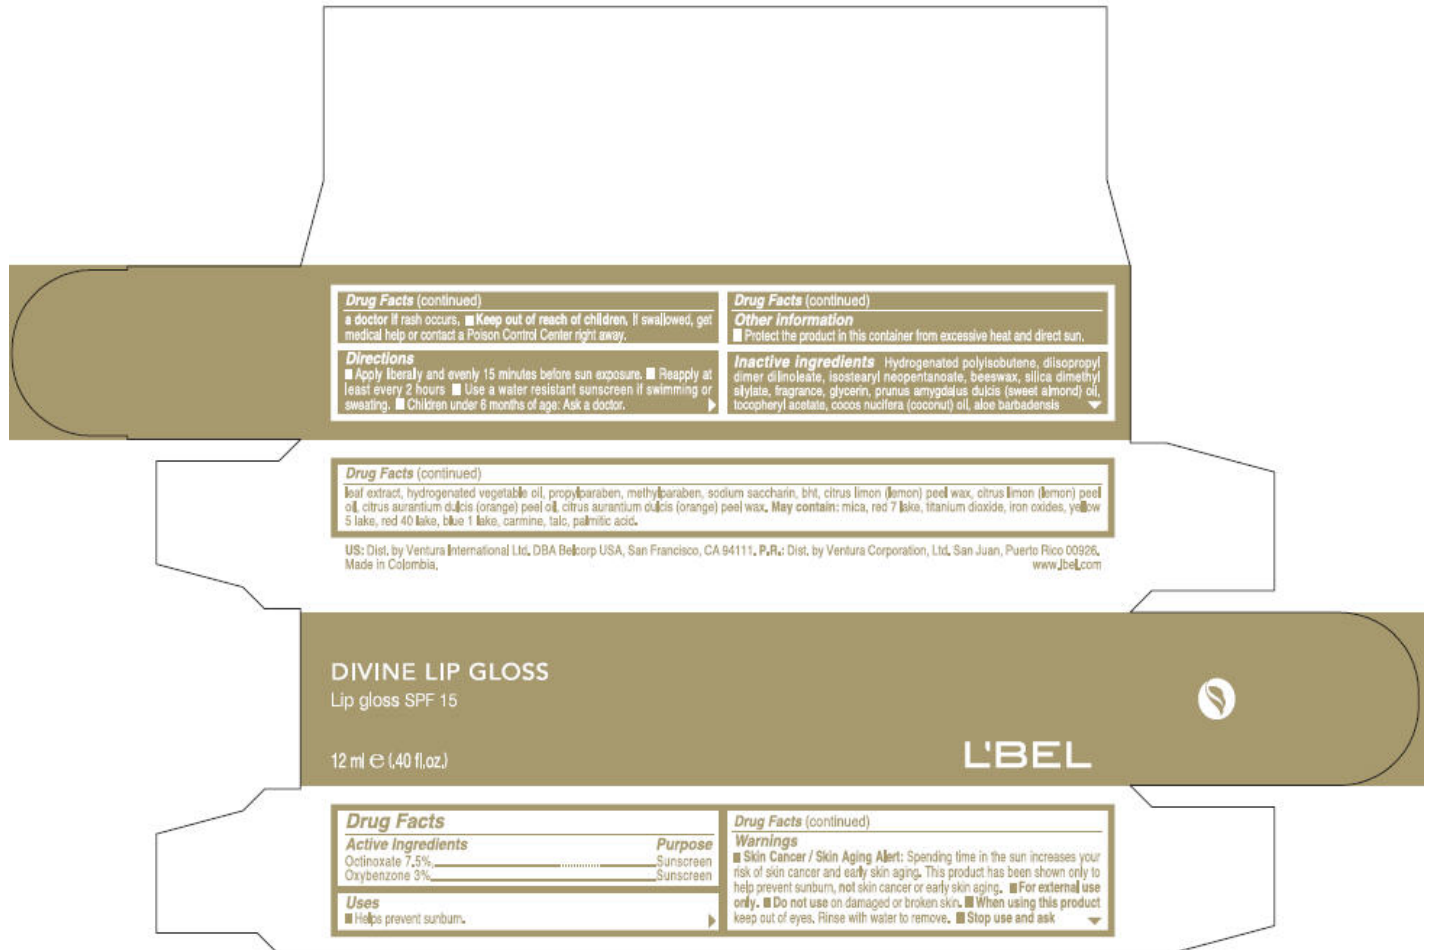 Drug Facts (continued)
a doctor if rash occurs. ■ Keep out of reach of children. If swallowed, get
medical help or contact a Poison Control Center right away.
Directions
■ Apply liberally and evenly 15 minutes before sun exposure. ■ Reapply at
least every 2 hours ■ Use a water resistant sunscreen if swimming or
sweating. ■ Children under 6 months of age: Ask a doctor.
Drug Facts (continued)
Other information
■ Protect the product in this container from excessive heat and direct sun.
Inactive ingredients Hydrogenated polyisobutene, diisopropyl
dimer dilinoleate, isostearyl neopentanoate, beeswax, silica dimethyl
silylate, fragrance, glycerin, prunus amygdalus dulcis (sweet almond) oil,
tocopheryl acetate, cocos nucifera (coconut) oil, aloe barbadensis
Drug Facts (continued)
leaf extract, hydrogenated vegetable oil, propylparaben, methylparaben, sodium saccharin, bht, citrus limon (lemon) peel wax, citrus limon (lemon) peel
oil, citrus aurantium dulcis (orange) peel oil, citrus aurantium dulcis (orange) peel wax. May contain: mica, red 7 lake, titanium dioxide, iron oxides, yellow
5 lake, red 40 lake, blue 1 lake, carmine, talc, palmitic acid.
US: Dist. by Ventura International Ltd. DBA Belcorp USA, San Francisco, CA 94111. P.R.: Dist. by Ventura Corporation, Ltd. San Juan, Puerto Rico 00926.
Made in Colombia. www.lbel.com
DIVINE LIP GLOSS
Lip gloss SPF 15
12 ml e (.40 fl.oz.)
L'BEL
Drug Facts
Active Ingredients Purpose
Octinoxate 7.5% Sunscreen
Oxybenzone 3% Sunscreen
Uses
■ Helps prevent sunburn.
Drug Facts (continued)
Warnings
■ Skin Cancer / Skin Aging Alert: Spending time in the sun increases your
risk of skin cancer and early skin aging. This product has been shown only to
help prevent sunburn, not skin cancer or early skin aging. ■ For external use
only. ■ Do not use on damaged or broken skin. ■ When using this product
keep out of eyes. Rinse with water to remove. ■ Stop use and ask